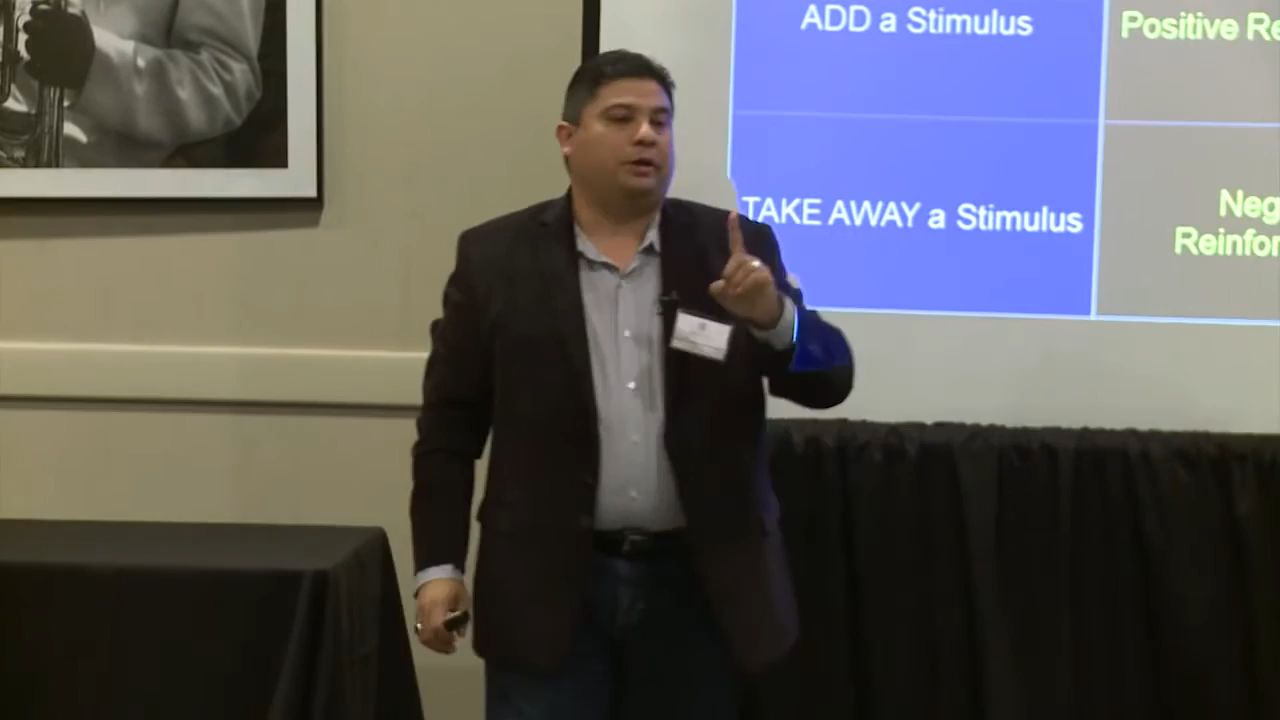 ADD a Stimulus
Positive Re
TAKE AWAY a Stimulus
Neg
Reinfor